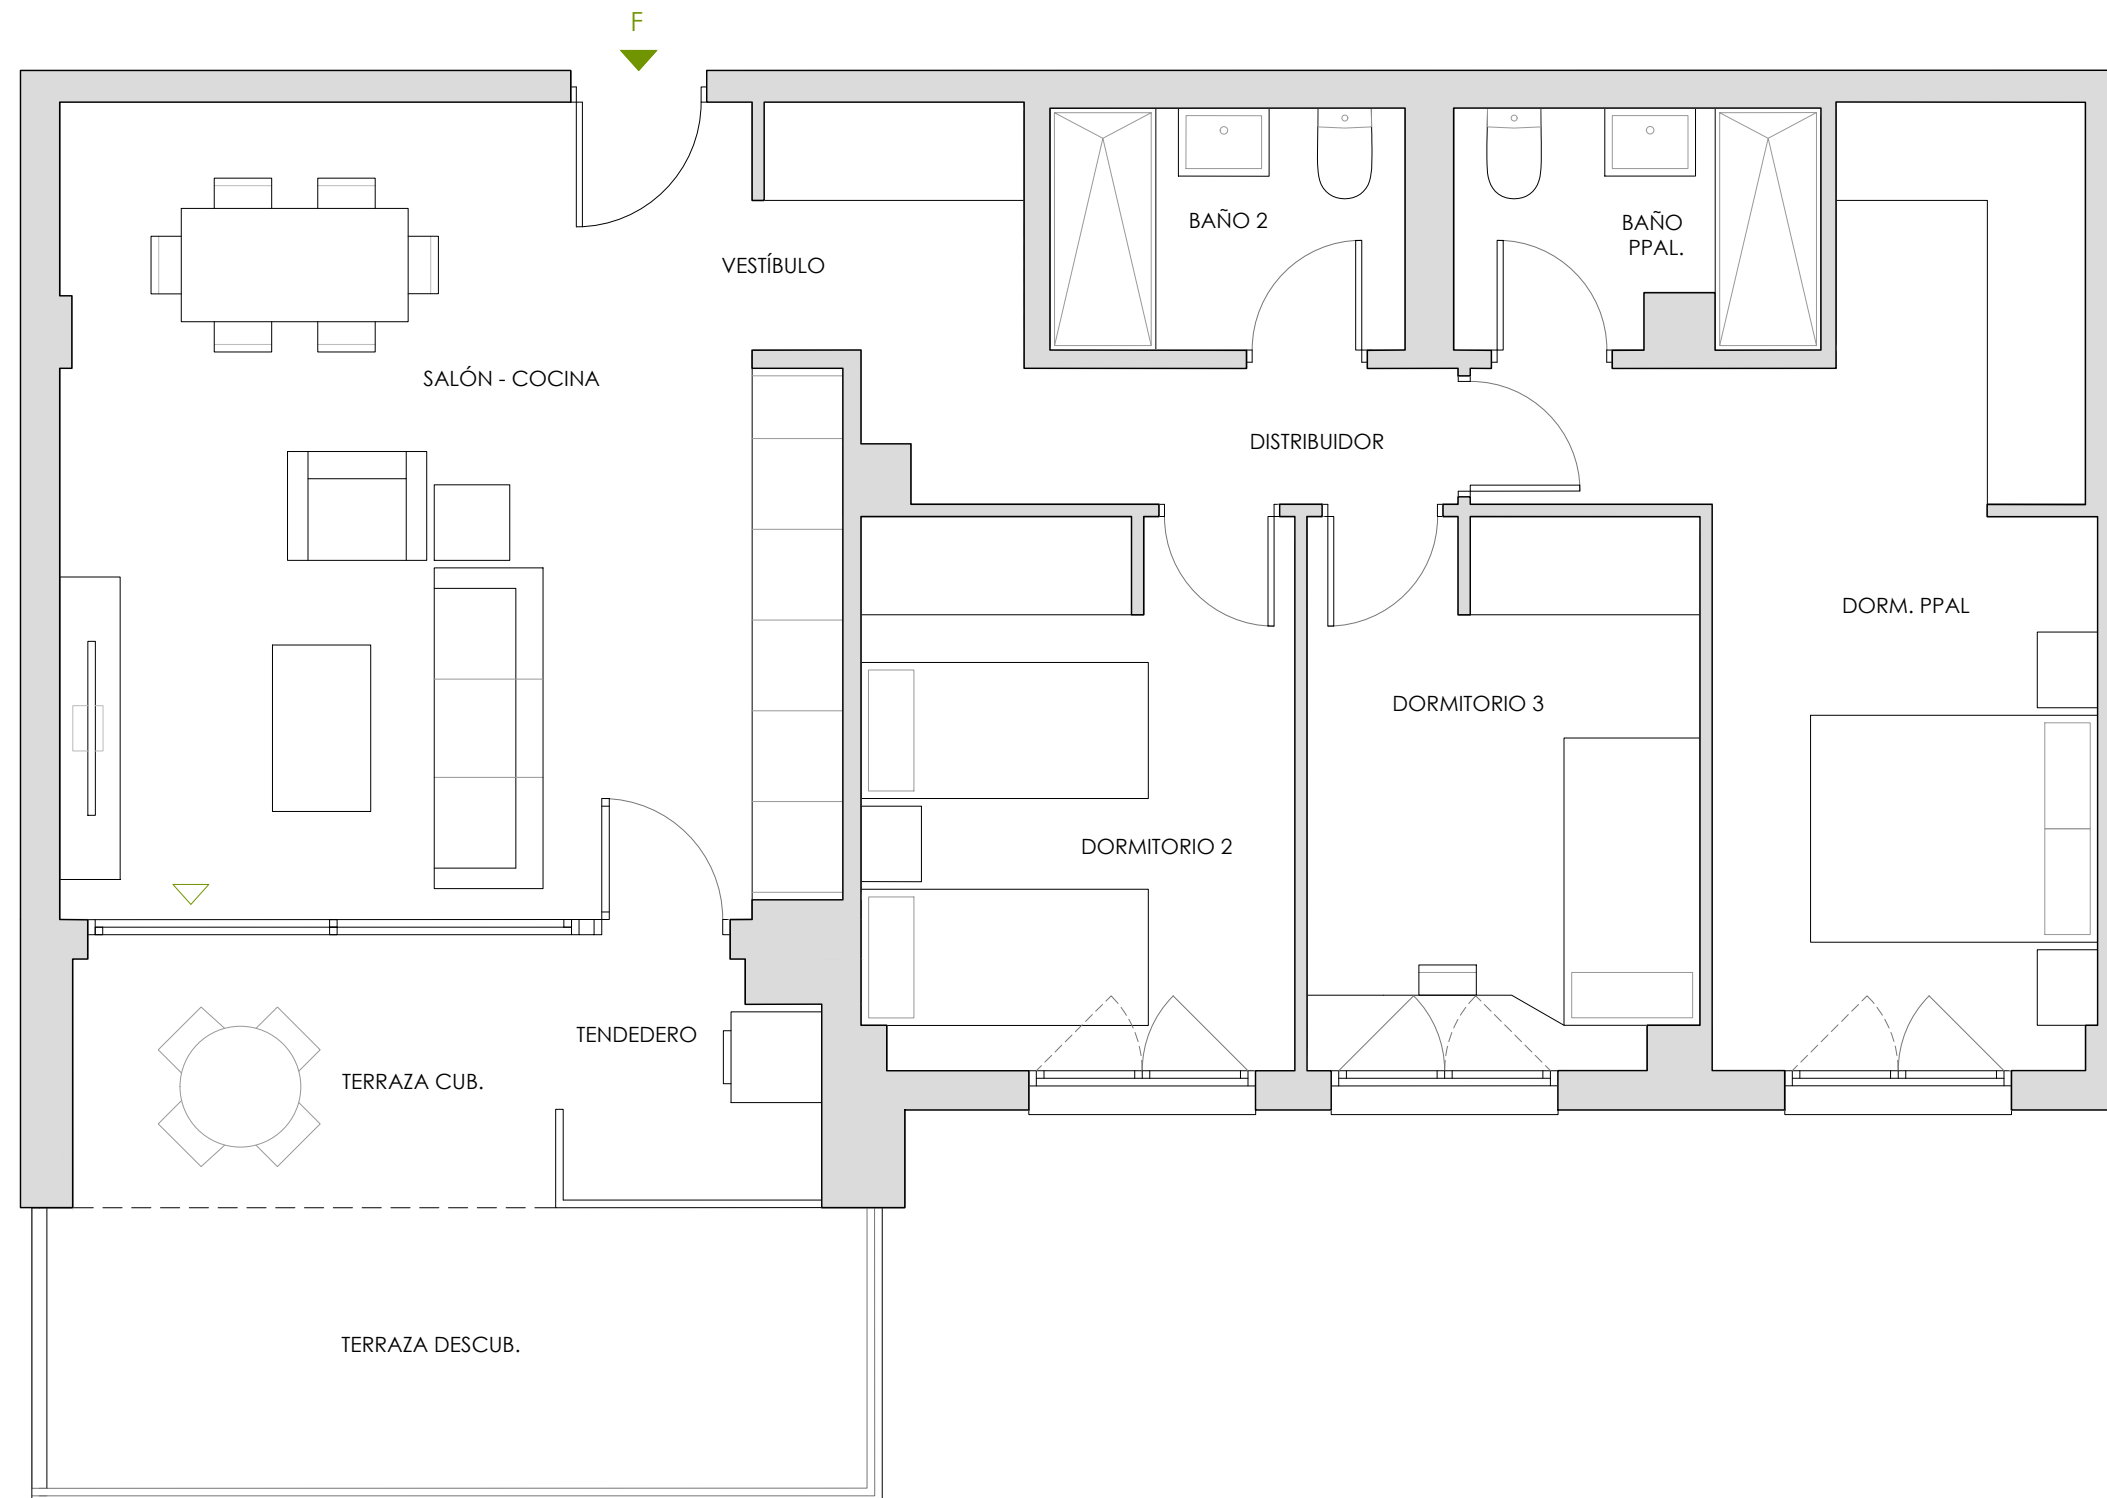 F
BAÑO 2
BAÑO
PPAL.
VESTÍBULO
SALÓN - COCINA
DISTRIBUIDOR
DORM. PPAL
DORMITORIO 3
DORMITORIO 2
TENDEDERO
TERRAZA CUB.
TERRAZA DESCUB.